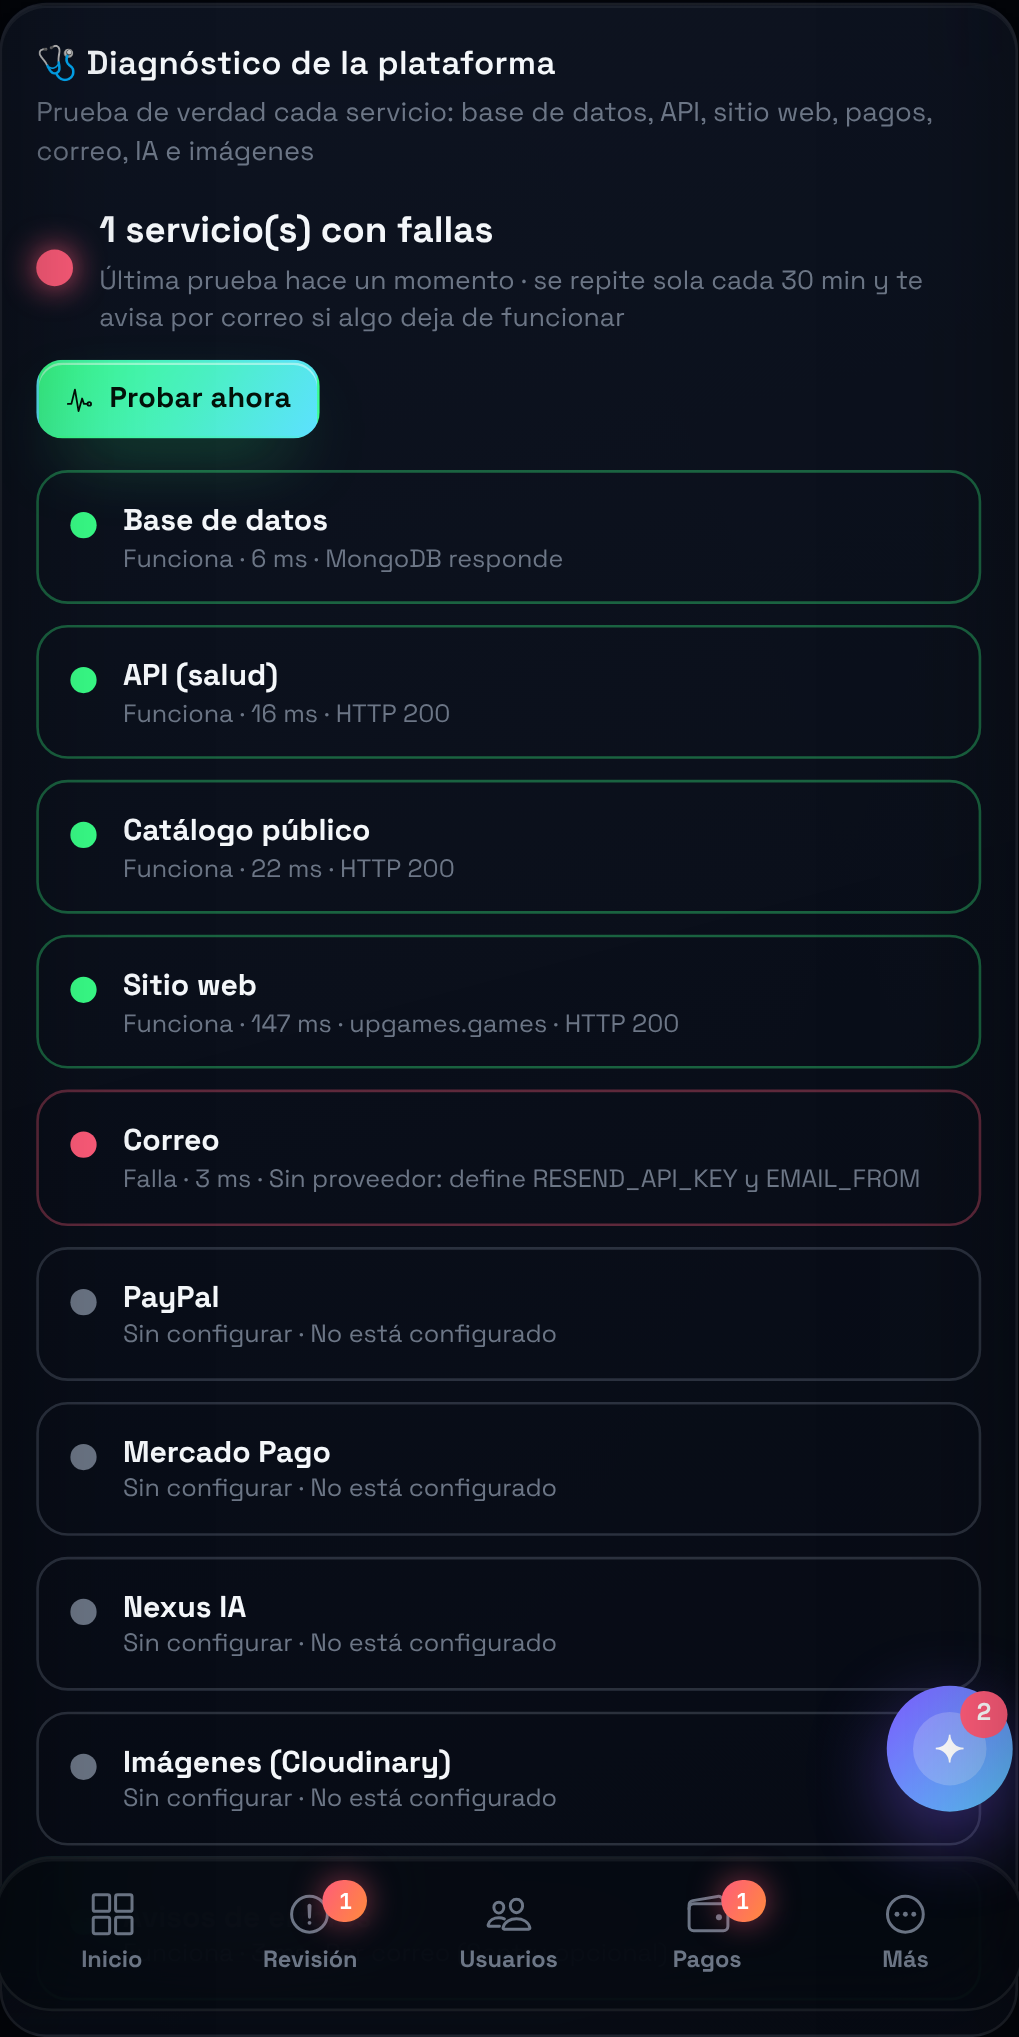 Diagnóstico de la plataforma
Prueba de verdad cada servicio: base de datos, API, sitio web, pagos,
correo, IA e imágenes
1 servicio(s) con fallas
Última prueba hace un momento · se repite sola cada 30 min y te
avisa por correo si algo deja de funcionar
Probar ahora
Base de datos
Funciona · 6 ms · MongoDB responde
API (salud)
Funciona · 16 ms · HTTP 200
Catálogo público
Funciona · 22 ms · HTTP 200
Sitio web
Funciona · 147 ms · upgames.games · HTTP 200
Correo
Falla · 3 ms · Sin proveedor: define RESEND_API_KEY y EMAIL_FROM
PayPal
Sin configurar · No está configurado
Mercado Pago
Sin configurar · No está configurado
Nexus IA
Sin configurar · No está configurado
2
Imágenes (Cloudinary)
Sin configurar · No está configurado
1
1
Inicio
Revisión
Usuarios
Pagos
Más